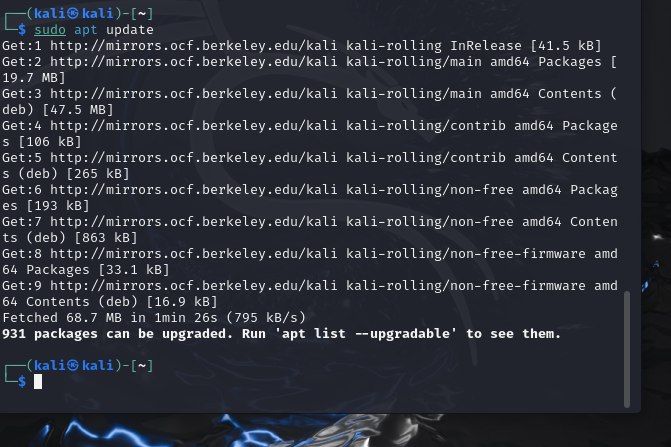 ┌──(kali㉿kali)-[~]
└─$ sudo apt update
Get:1 http://mirrors.ocf.berkeley.edu/kali kali-rolling InRelease [41.5 kB]
Get:2 http://mirrors.ocf.berkeley.edu/kali kali-rolling/main amd64 Packages [
19.7 MB]
Get:3 http://mirrors.ocf.berkeley.edu/kali kali-rolling/main amd64 Contents (
deb) [47.5 MB]
Get:4 http://mirrors.ocf.berkeley.edu/kali kali-rolling/contrib amd64 Package
s [106 kB]
Get:5 http://mirrors.ocf.berkeley.edu/kali kali-rolling/contrib amd64 Content
s (deb) [265 kB]
Get:6 http://mirrors.ocf.berkeley.edu/kali kali-rolling/non-free amd64 Packag
es [193 kB]
Get:7 http://mirrors.ocf.berkeley.edu/kali kali-rolling/non-free amd64 Conten
ts (deb) [863 kB]
Get:8 http://mirrors.ocf.berkeley.edu/kali kali-rolling/non-free-firmware amd
64 Packages [33.1 kB]
Get:9 http://mirrors.ocf.berkeley.edu/kali kali-rolling/non-free-firmware amd
64 Contents (deb) [16.9 kB]
Fetched 68.7 MB in 1min 26s (795 kB/s)
931 packages can be upgraded. Run 'apt list --upgradable' to see them.
┌──(kali㉿kali)-[~]
└─$